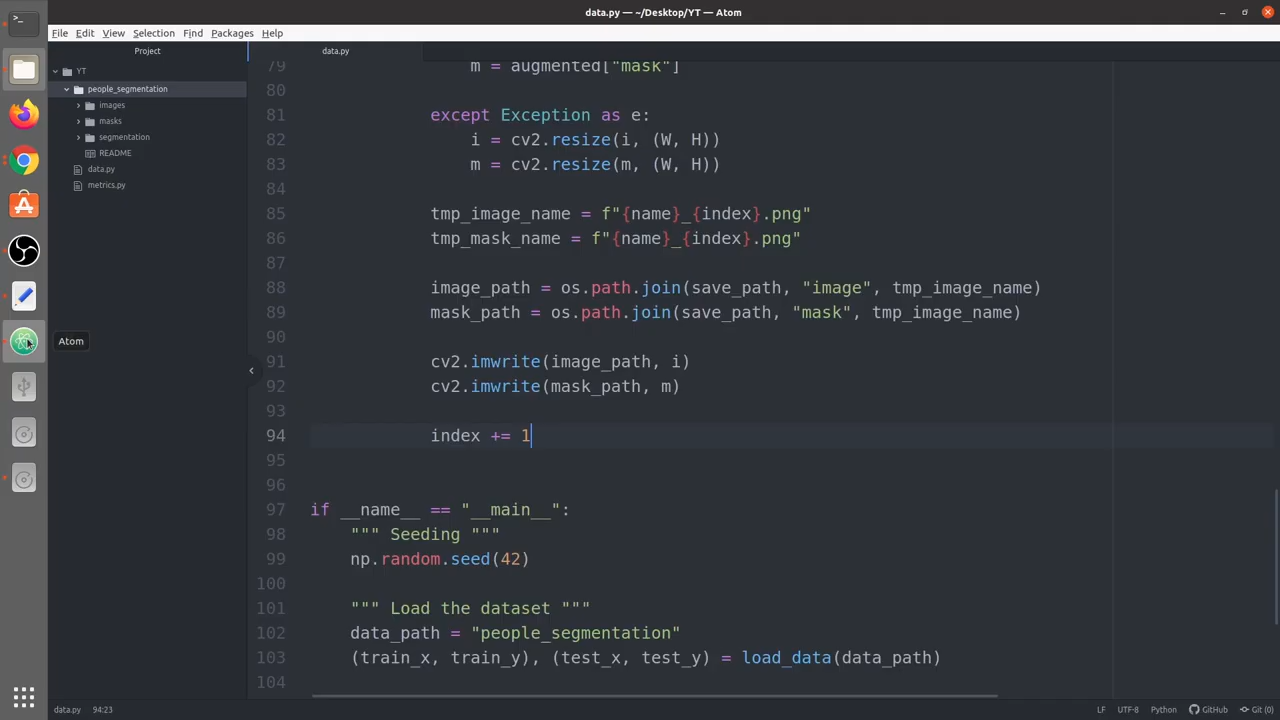 data.py — ~/Desktop/YT — Atom
File Edit View Selection Find Packages Help
Project
data.py
YT
people_segmentation
images
masks
segmentation
README
data.py
metrics.py
Atom
79 m = augmented["mask"]
80
81 except Exception as e:
82 i = cv2.resize(i, (W, H))
83 m = cv2.resize(m, (W, H))
84
85 tmp_image_name = f"{name}_{index}.png"
86 tmp_mask_name = f"{name}_{index}.png"
87
88 image_path = os.path.join(save_path, "image", tmp_image_name)
89 mask_path = os.path.join(save_path, "mask", tmp_image_name)
90
91 cv2.imwrite(image_path, i)
92 cv2.imwrite(mask_path, m)
93
94 index += 1
95
96
97 if __name__ == "__main__":
98 """ Seeding """
99 np.random.seed(42)
100
101 """ Load the dataset """
102 data_path = "people_segmentation"
103 (train_x, train_y), (test_x, test_y) = load_data(data_path)
104
data.py 94:23 LF UTF-8 Python GitHub Git (0)